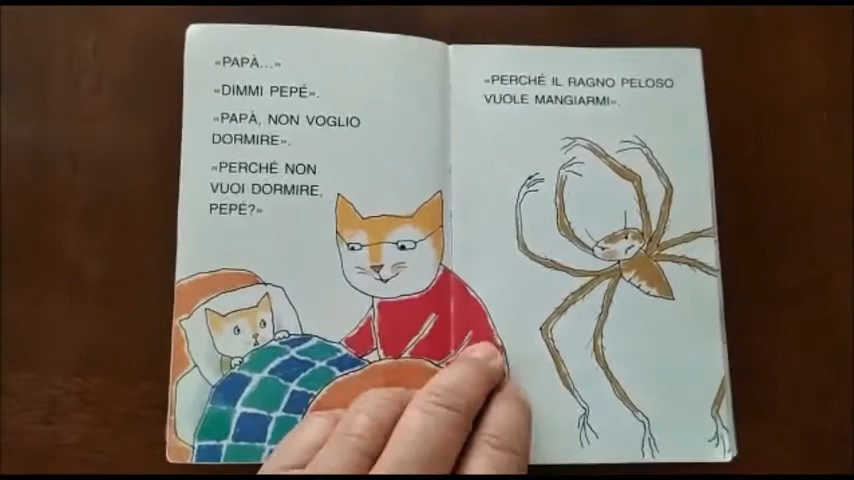 «PAPÀ...»
«DIMMI PEPÉ».
«PAPÀ, NON VOGLIO
DORMIRE».
«PERCHÉ NON
VUOI DORMIRE,
PEPÉ?»
«PERCHÉ IL RAGNO PELOSO
VUOLE MANGIARMI».